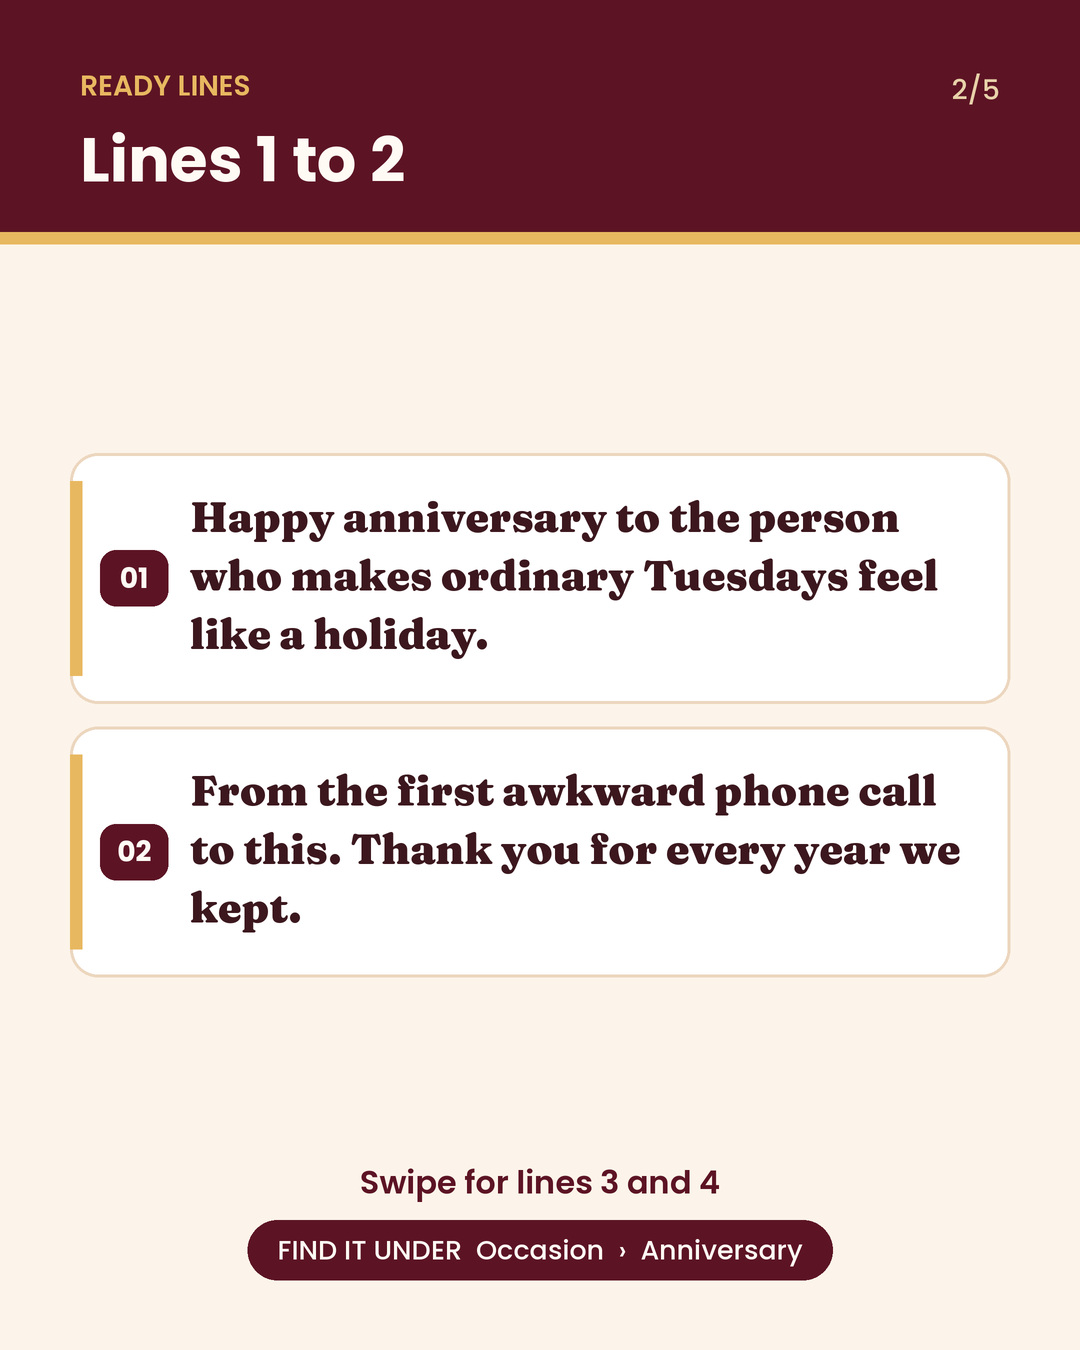 READY LINES
2/5
Lines 1 to 2
01
Happy anniversary to the person
who makes ordinary Tuesdays feel
like a holiday.
02
From the first awkward phone call
to this. Thank you for every year we
kept.
Swipe for lines 3 and 4
FIND IT UNDER Occasion › Anniversary